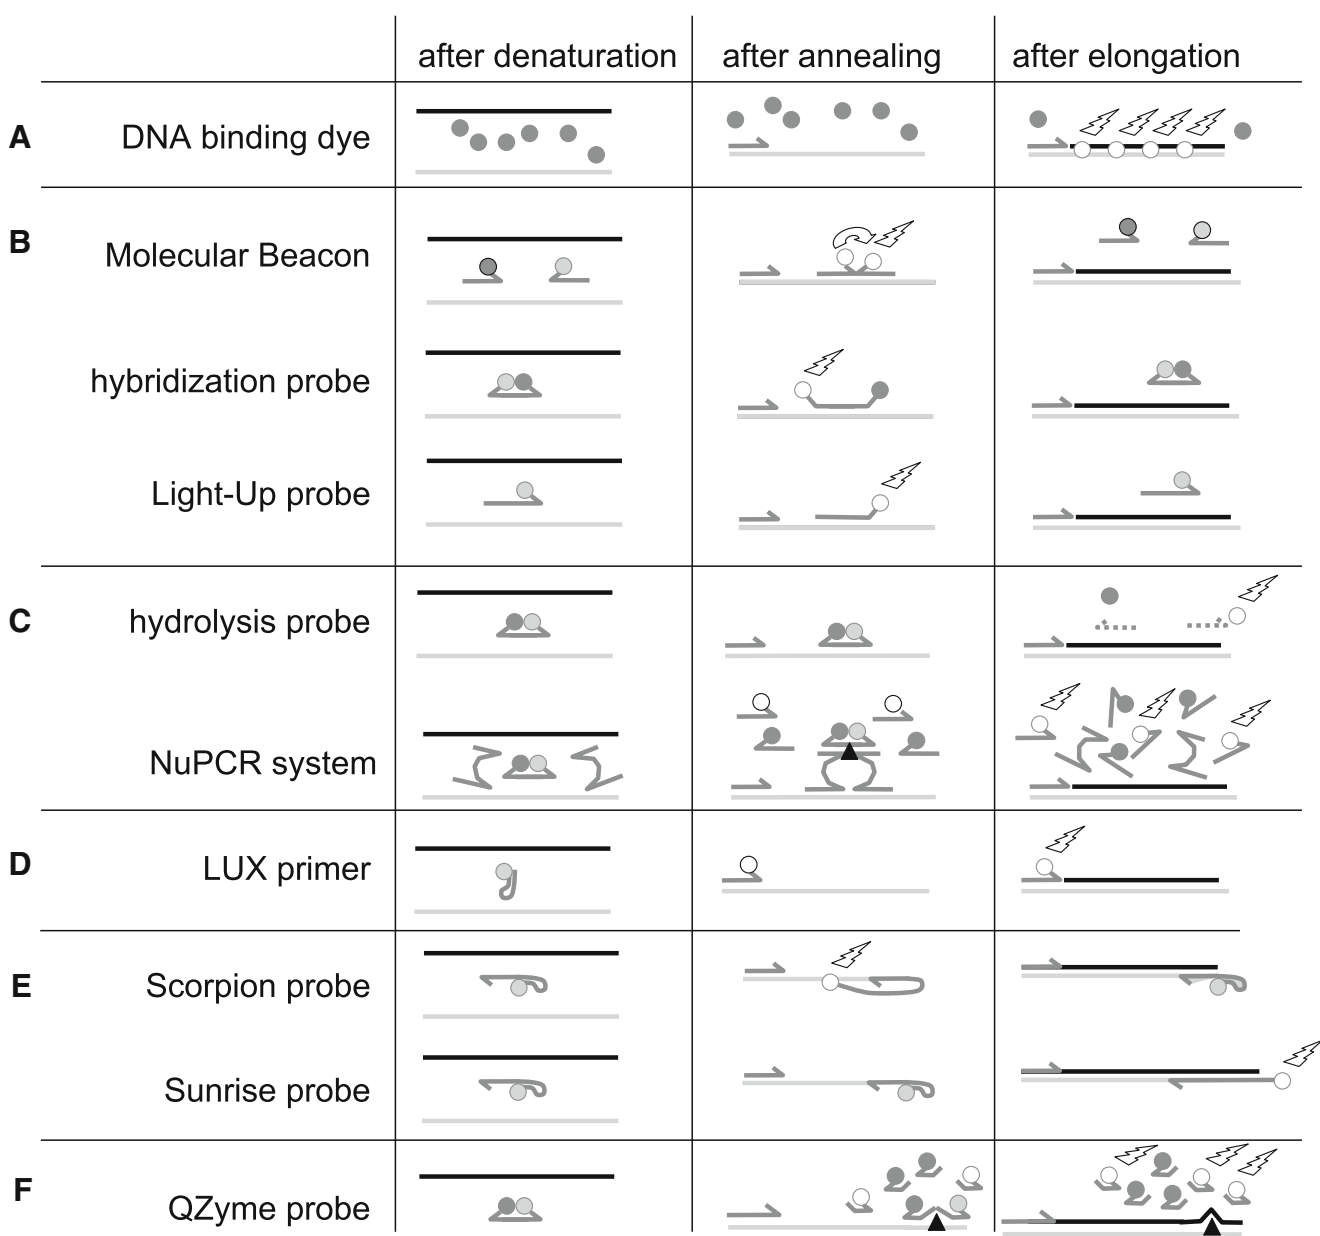 after denaturation after annealing after elongation
A DNA binding dye
B Molecular Beacon
hybridization probe
Light-Up probe
C hydrolysis probe
NuPCR system
D LUX primer
E Scorpion probe
Sunrise probe
F QZyme probe